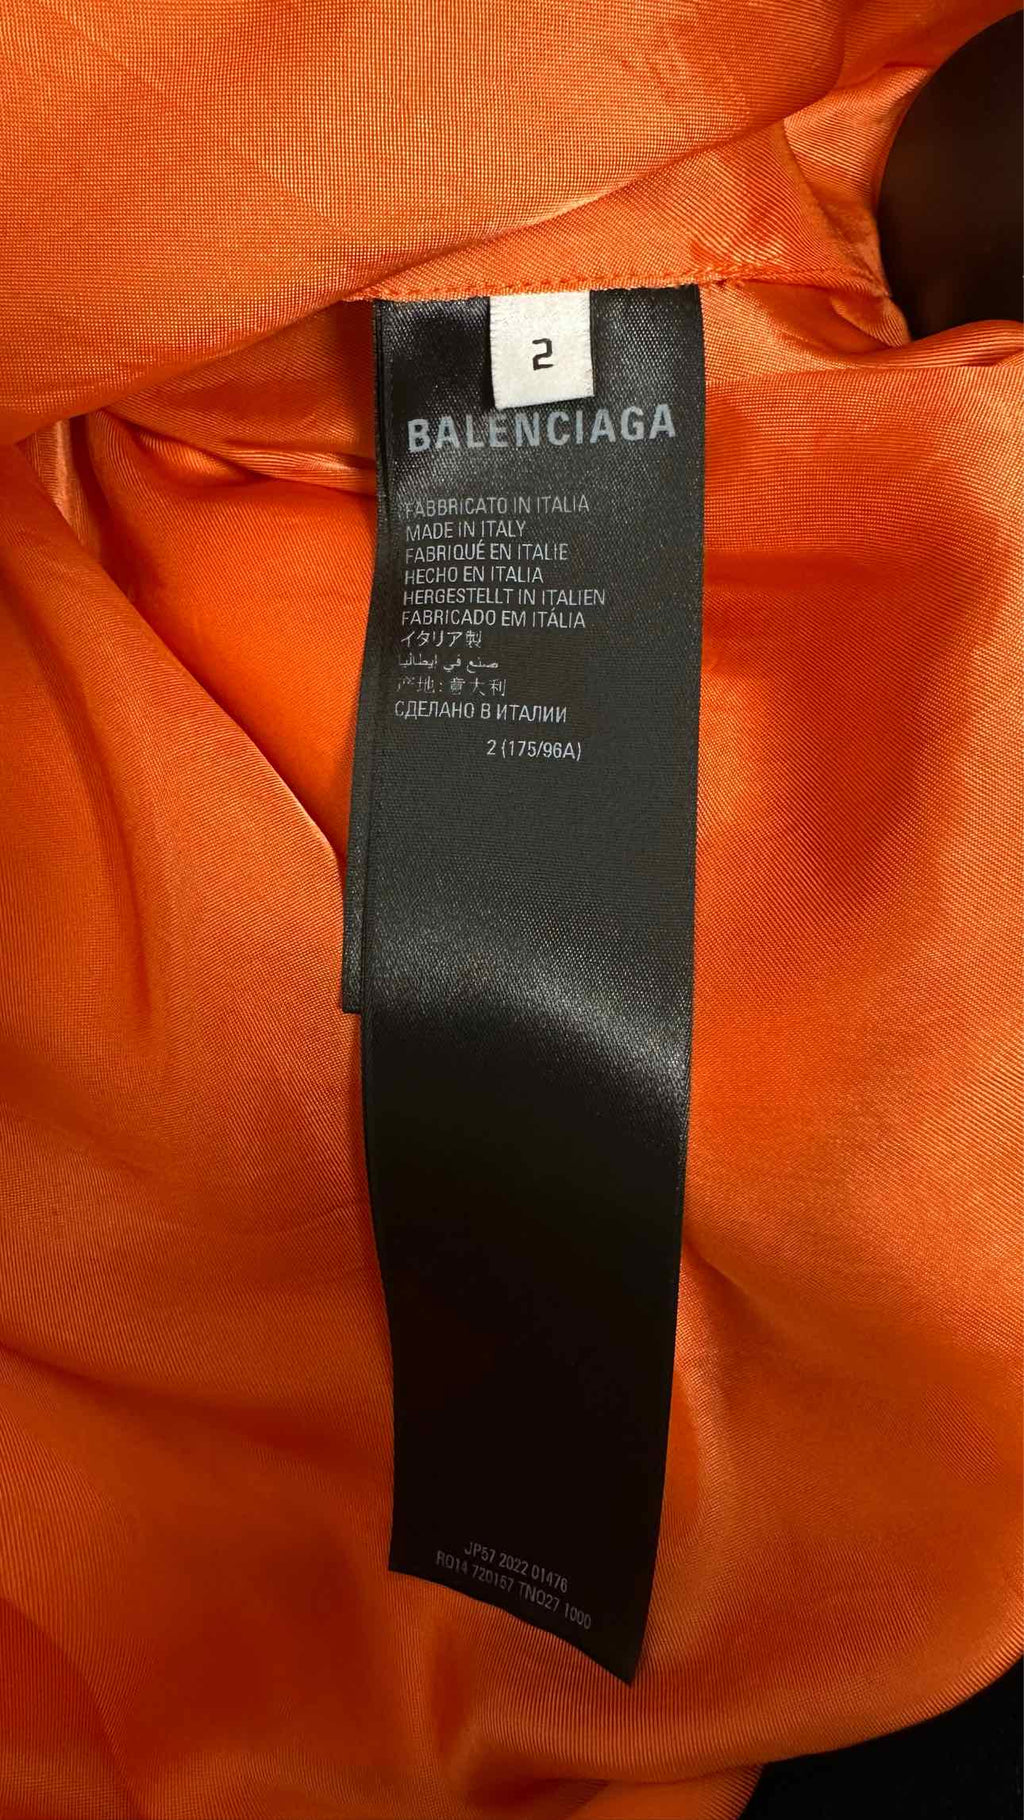 2
BALENCIAGA
FABBRICATO IN ITALIA
MADE IN ITALY
FABRIQUÉ EN ITALIE
HECHO EN ITALIA
HERGESTELLT IN ITALIEN
FABRICADO EM ITÁLIA
イタリア製
صنع في إيطاليا
产地: 意大利
СДЕЛАНО В ИТАЛИИ
2 (175/96A)
JP57 2022 01476
R014 720157 TNO27 1000